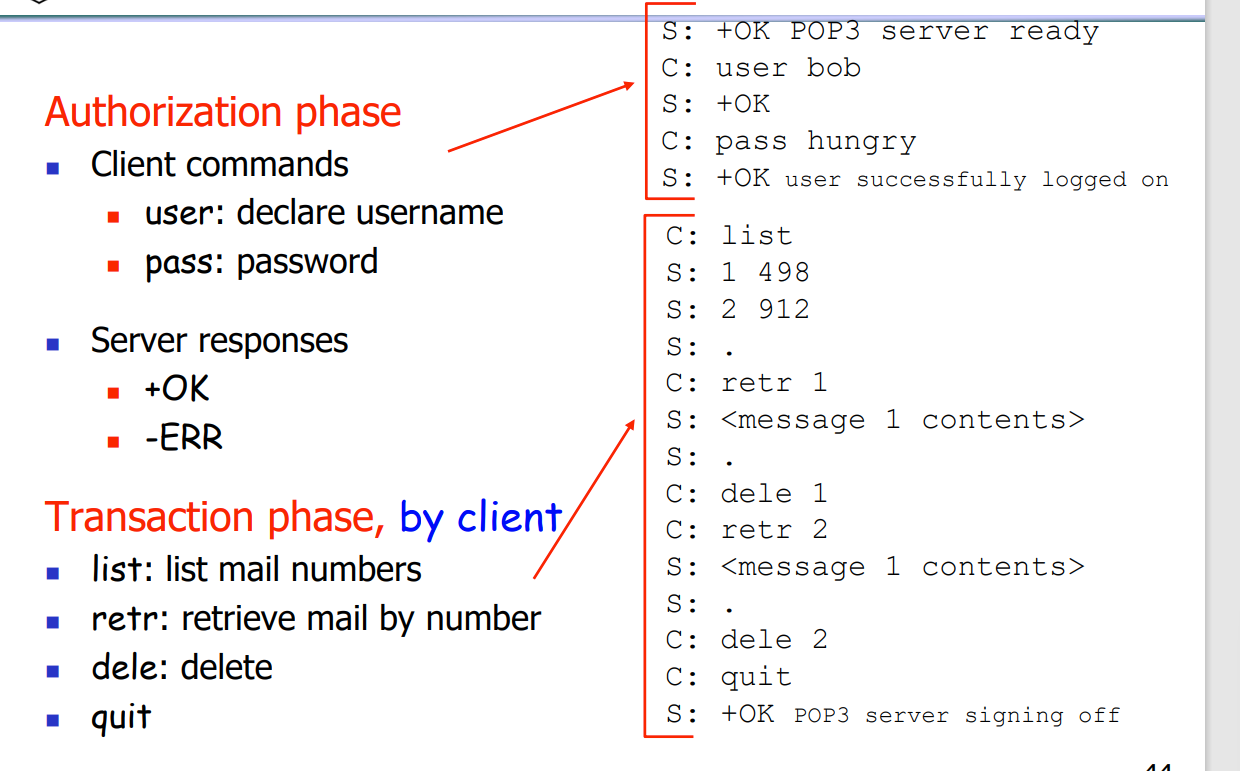 Authorization phase
Client commands
user: declare username
pass: password
Server responses
+OK
-ERR
Transaction phase, by client
list: list mail numbers
retr: retrieve mail by number
dele: delete
quit
S: +OK POP3 server ready
C: user bob
S: +OK
C: pass hungry
S: +OK user successfully logged on
C: list
S: 1 498
S: 2 912
S: .
C: retr 1
S: <message 1 contents>
S: .
C: dele 1
C: retr 2
S: <message 1 contents>
S: .
C: dele 2
C: quit
S: +OK POP3 server signing off